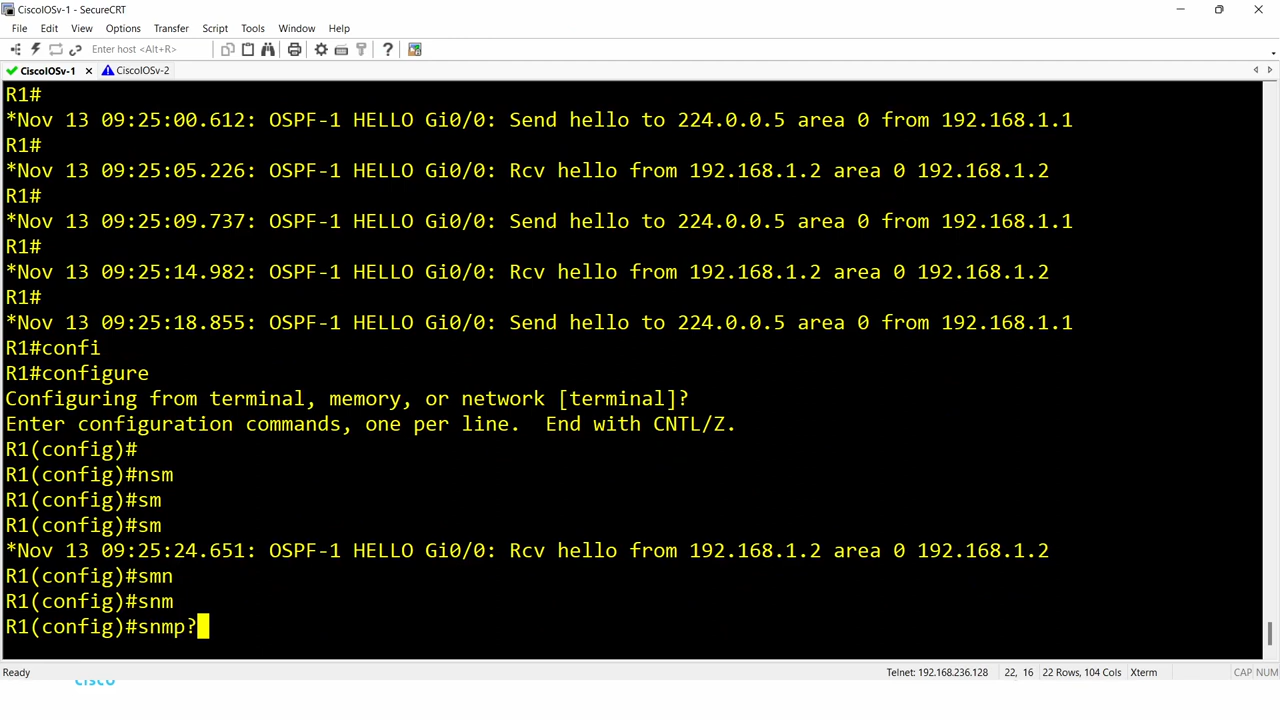 CiscoIOSv-1 - SecureCRT
File Edit View Options Transfer Script Tools Window Help
Enter host <Alt+R>
CiscoIOSv-1 CiscoIOSv-2
R1#
*Nov 13 09:25:00.612: OSPF-1 HELLO Gi0/0: Send hello to 224.0.0.5 area 0 from 192.168.1.1
R1#
*Nov 13 09:25:05.226: OSPF-1 HELLO Gi0/0: Rcv hello from 192.168.1.2 area 0 192.168.1.2
R1#
*Nov 13 09:25:09.737: OSPF-1 HELLO Gi0/0: Send hello to 224.0.0.5 area 0 from 192.168.1.1
R1#
*Nov 13 09:25:14.982: OSPF-1 HELLO Gi0/0: Rcv hello from 192.168.1.2 area 0 192.168.1.2
R1#
*Nov 13 09:25:18.855: OSPF-1 HELLO Gi0/0: Send hello to 224.0.0.5 area 0 from 192.168.1.1
R1#confi
R1#configure
Configuring from terminal, memory, or network [terminal]?
Enter configuration commands, one per line.  End with CNTL/Z.
R1(config)#
R1(config)#nsm
R1(config)#sm
R1(config)#sm
*Nov 13 09:25:24.651: OSPF-1 HELLO Gi0/0: Rcv hello from 192.168.1.2 area 0 192.168.1.2
R1(config)#smn
R1(config)#snm
R1(config)#snmp?
Ready Telnet: 192.168.236.128 22, 16 22 Rows, 104 Cols Xterm CAP NUM
cisco